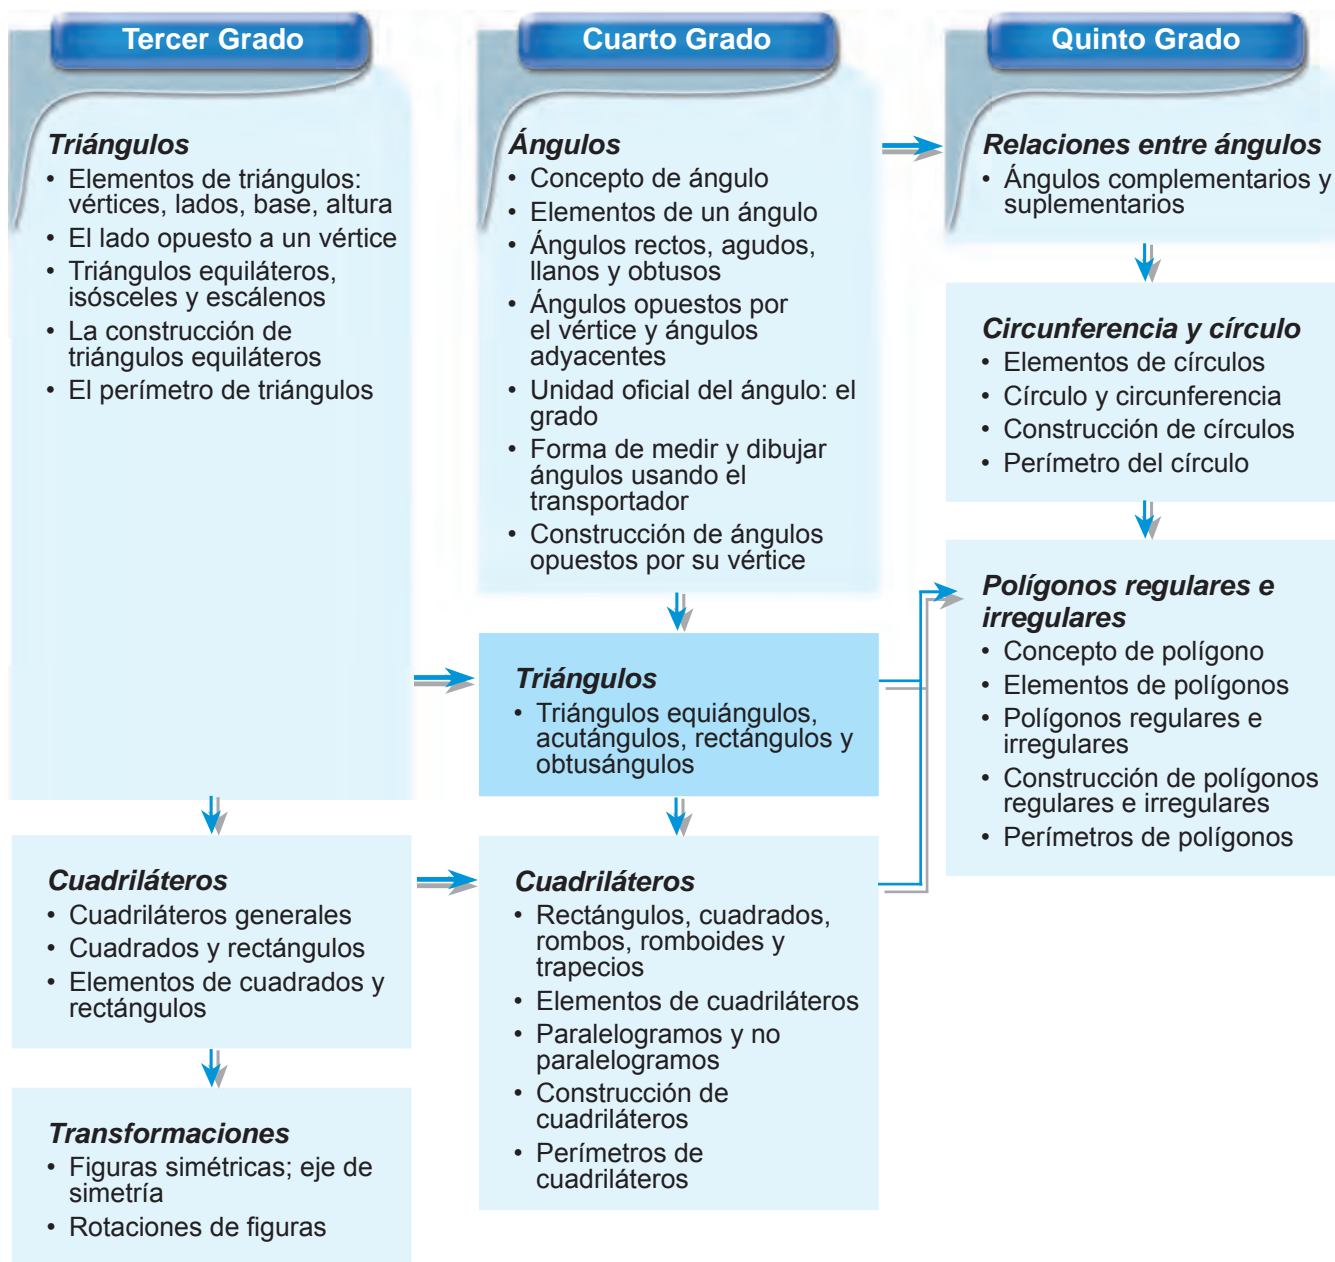 Tercer Grado
Triángulos
• Elementos de triángulos:
vértices, lados, base, altura
• El lado opuesto a un vértice
• Triángulos equiláteros,
isósceles y escálenos
• La construcción de
triángulos equiláteros
• El perímetro de triángulos
Cuadriláteros
• Cuadriláteros generales
• Cuadrados y rectángulos
• Elementos de cuadrados y
rectángulos
Transformaciones
• Figuras simétricas; eje de
simetría
• Rotaciones de figuras
Cuarto Grado
Ángulos
• Concepto de ángulo
• Elementos de un ángulo
• Ángulos rectos, agudos,
llanos y obtusos
• Ángulos opuestos por
el vértice y ángulos
adyacentes
• Unidad oficial del ángulo: el
grado
• Forma de medir y dibujar
ángulos usando el
transportador
• Construcción de ángulos
opuestos por su vértice
Triángulos
• Triángulos equiángulos,
acutángulos, rectángulos y
obtusángulos
Cuadriláteros
• Rectángulos, cuadrados,
rombos, romboides y
trapecios
• Elementos de cuadriláteros
• Paralelogramos y no
paralelogramos
• Construcción de
cuadriláteros
• Perímetros de
cuadriláteros
Quinto Grado
Relaciones entre ángulos
• Ángulos complementarios y
suplementarios
Circunferencia y círculo
• Elementos de círculos
• Círculo y circunferencia
• Construcción de círculos
• Perímetro del círculo
Polígonos regulares e
irregulares
• Concepto de polígono
• Elementos de polígonos
• Polígonos regulares e
irregulares
• Construcción de polígonos
regulares e irregulares
• Perímetros de polígonos